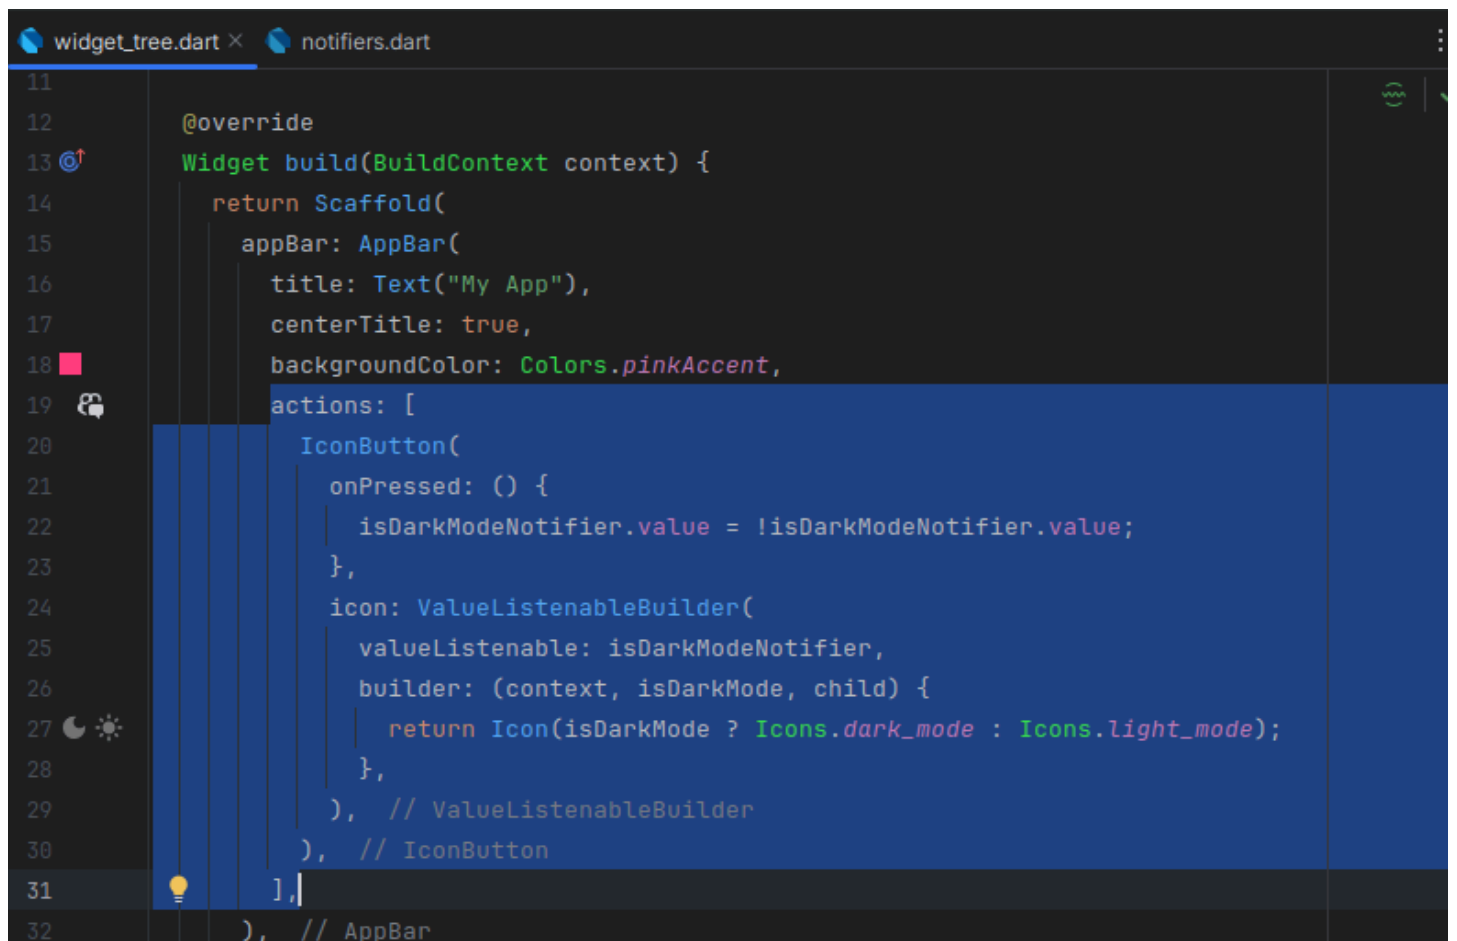 widget_tree.dart
notifiers.dart
11
12 @override
13 Widget build(BuildContext context) {
14 return Scaffold(
15 appBar: AppBar(
16 title: Text("My App"),
17 centerTitle: true,
18 backgroundColor: Colors.pinkAccent,
19 actions: [
20 IconButton(
21 onPressed: () {
22 isDarkModeNotifier.value = !isDarkModeNotifier.value;
23 },
24 icon: ValueListenableBuilder(
25 valueListenable: isDarkModeNotifier,
26 builder: (context, isDarkMode, child) {
27 return Icon(isDarkMode ? Icons.dark_mode : Icons.light_mode);
28 },
29 ), // ValueListenableBuilder
30 ), // IconButton
31 ],
32 ), // AppBar